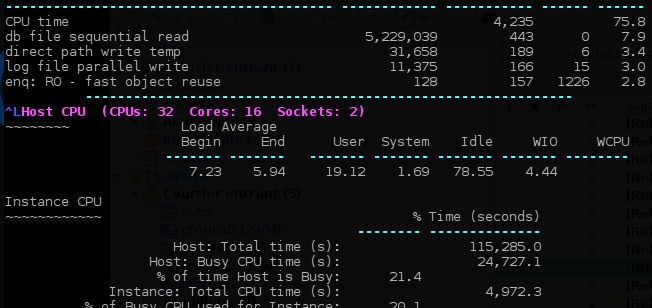 ------------------------------------------ ------------ ----------- ------ ------
CPU time 4,235 75.8
db file sequential read 5,229,039 443 0 7.9
direct path write temp 31,658 189 6 3.4
log file parallel write 11,375 166 15 3.0
enq: RO - fast object reuse 128 157 1226 2.8
-------------------------------------------------------------
^LHost CPU (CPUs: 32 Cores: 16 Sockets: 2)
~~~~~~~~ Load Average
Begin End User System Idle WIO WCPU
------- ------- ------- ------- ------- ------- --------
7.23 5.94 19.12 1.69 78.55 4.44
Instance CPU
~~~~~~~~~~~~ % Time (seconds)
-------- --------------
Host: Total time (s): 115,285.0
Host: Busy CPU time (s): 24,727.1
% of time Host is Busy: 21.4
Instance: Total CPU time (s): 4,972.3
% of Busy CPU used for Instance: 20.1